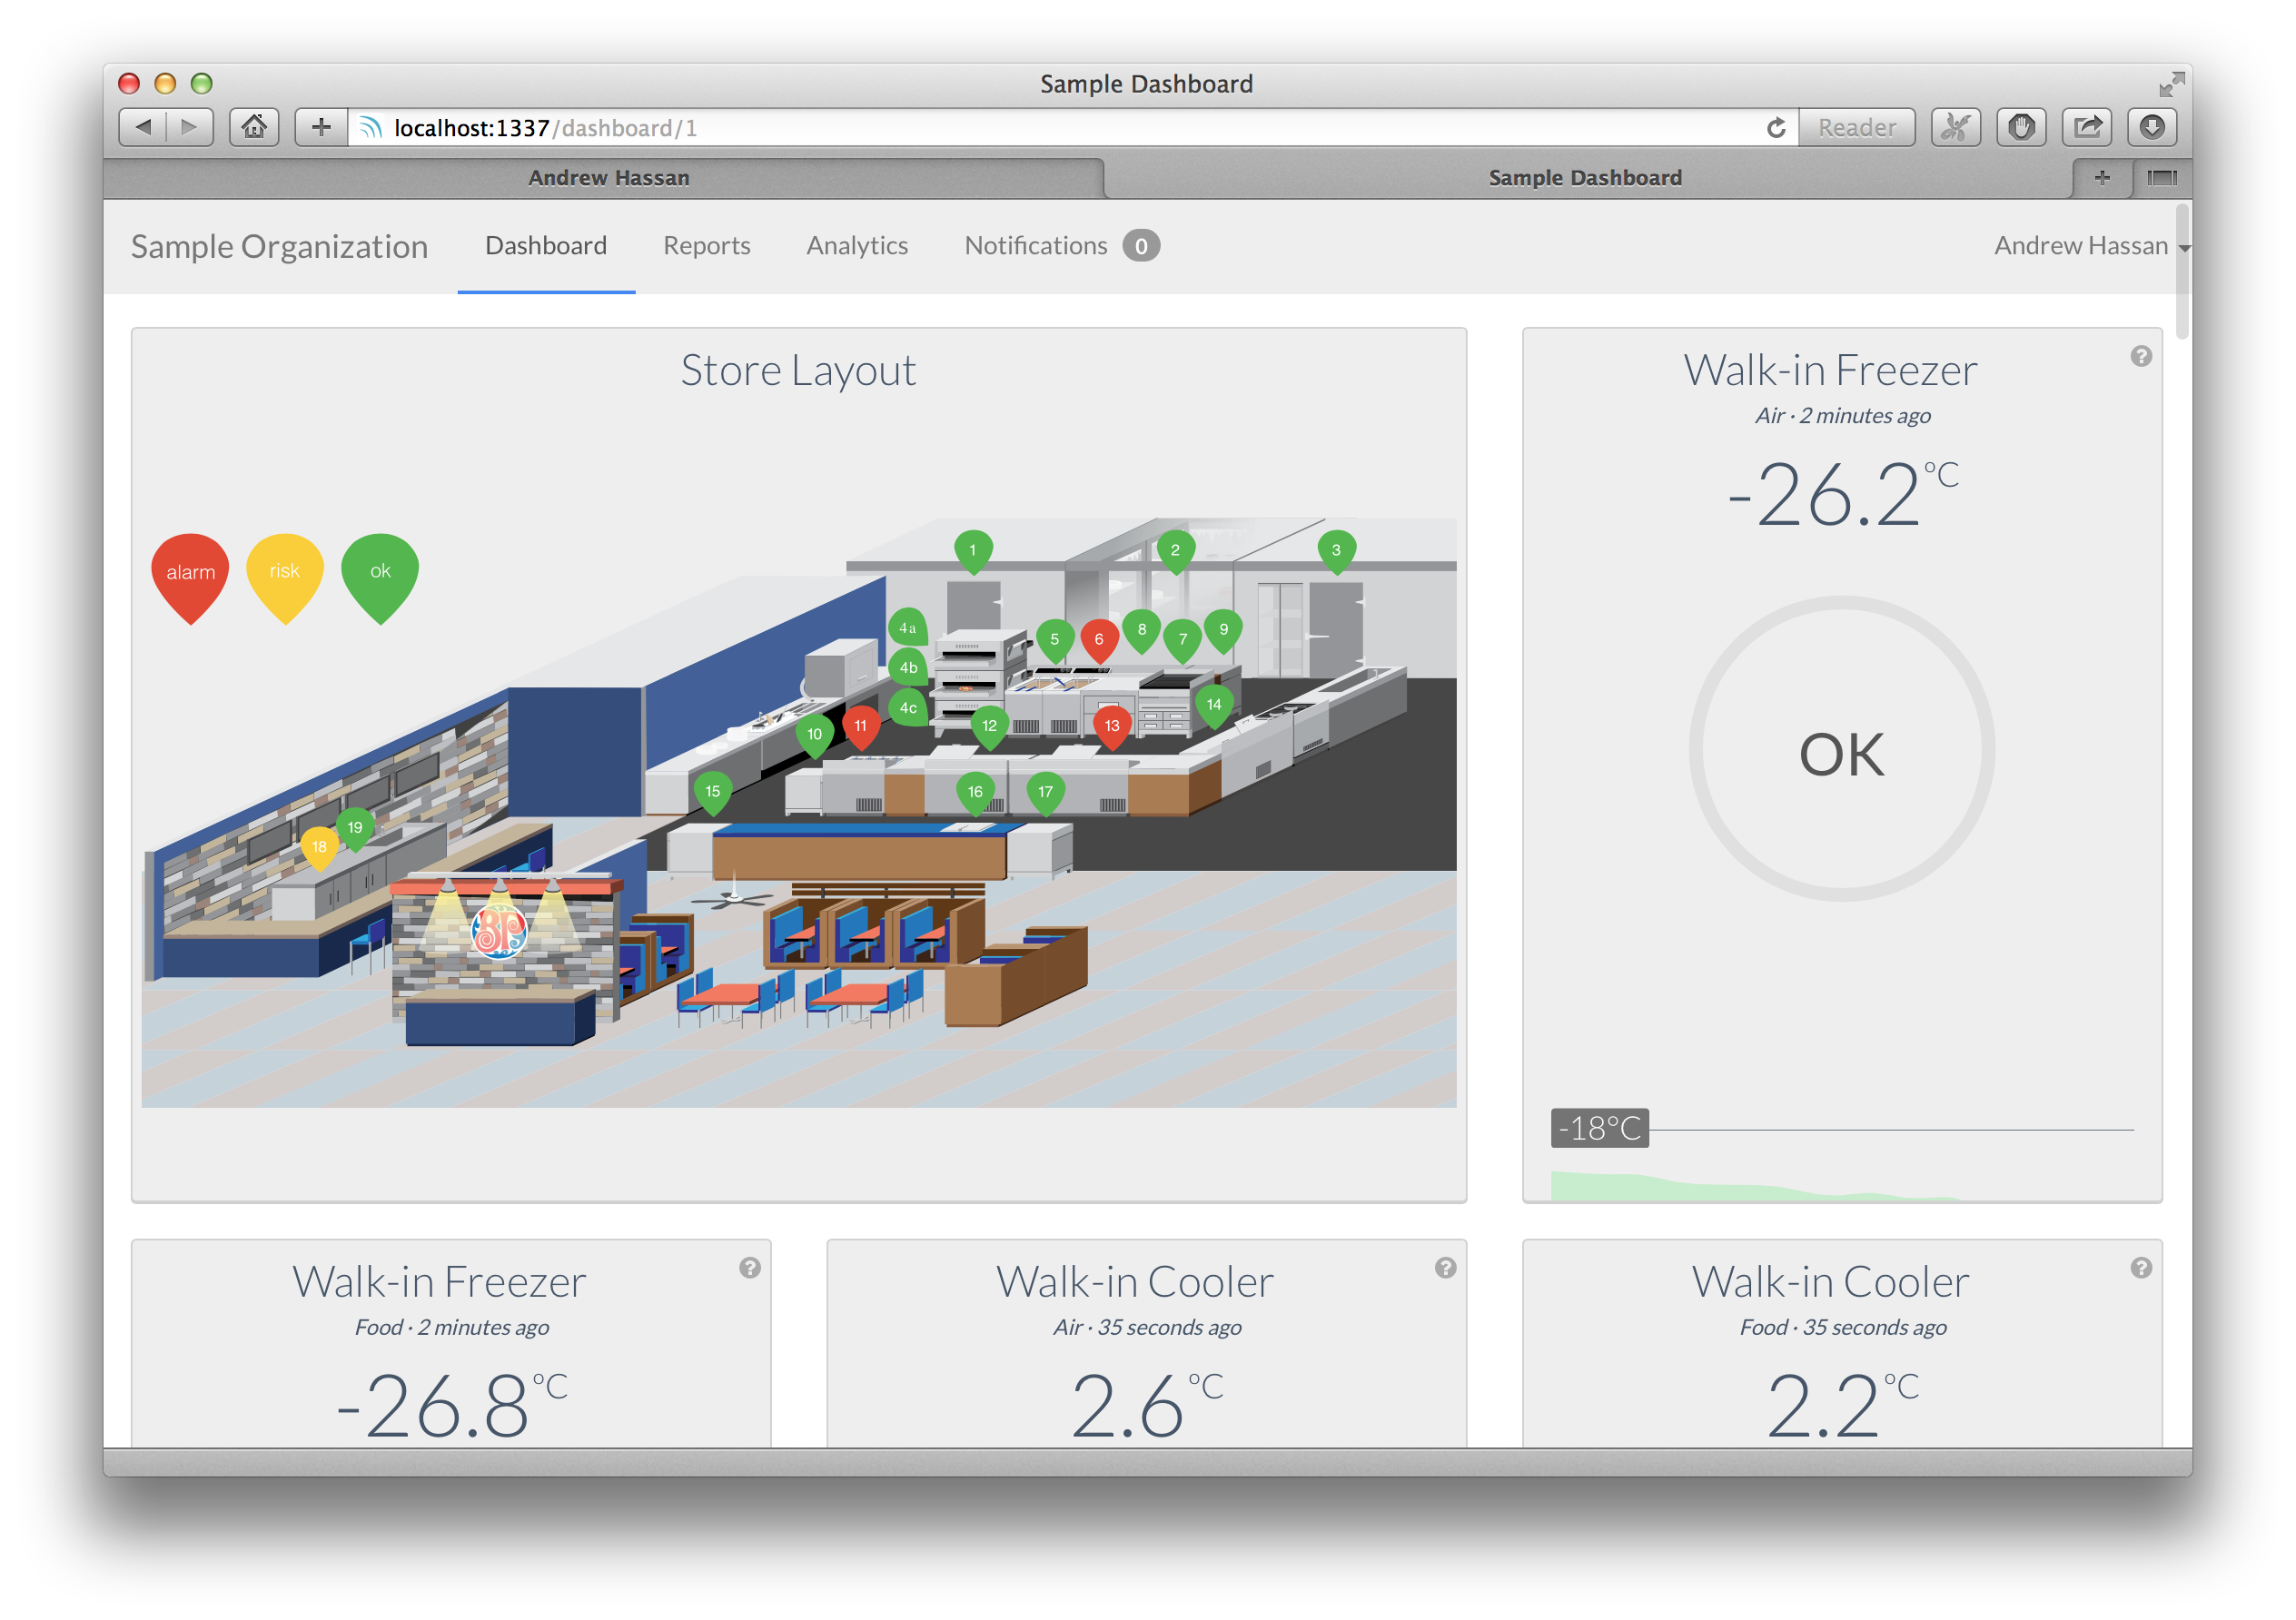 Sample Dashboard
localhost:1337/dashboard/1
Reader
Andrew Hassan
Sample Dashboard
Sample Organization
Dashboard
Reports
Analytics
Notifications 0
Andrew Hassan
Store Layout
alarm
risk
ok
1
2
3
4a
4b
4c
5
6
8
7
9
14
10
11
12
13
15
16
17
18
19
BP
Walk-in Freezer
Air · 2 minutes ago
-26.2°C
OK
-18°C
Walk-in Freezer
Food · 2 minutes ago
-26.8°C
Walk-in Cooler
Air · 35 seconds ago
2.6°C
Walk-in Cooler
Food · 35 seconds ago
2.2°C